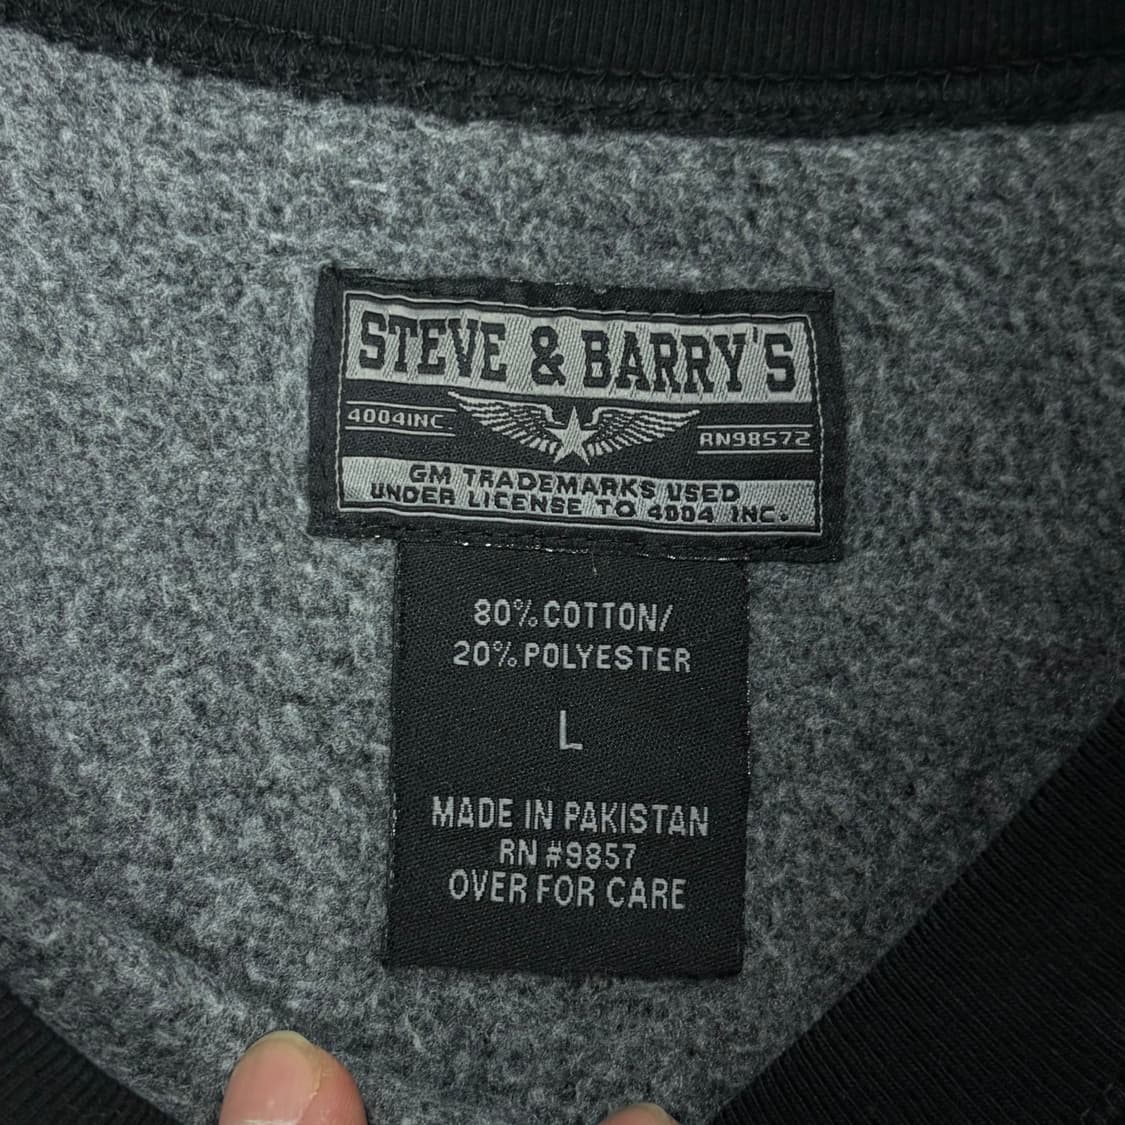 STEVE & BARRY'S
4004INC
RN98572
GM TRADEMARKS USED
UNDER LICENSE TO 4004 INC.
80% COTTON/
20% POLYESTER
L
MADE IN PAKISTAN
RN #9857
OVER FOR CARE